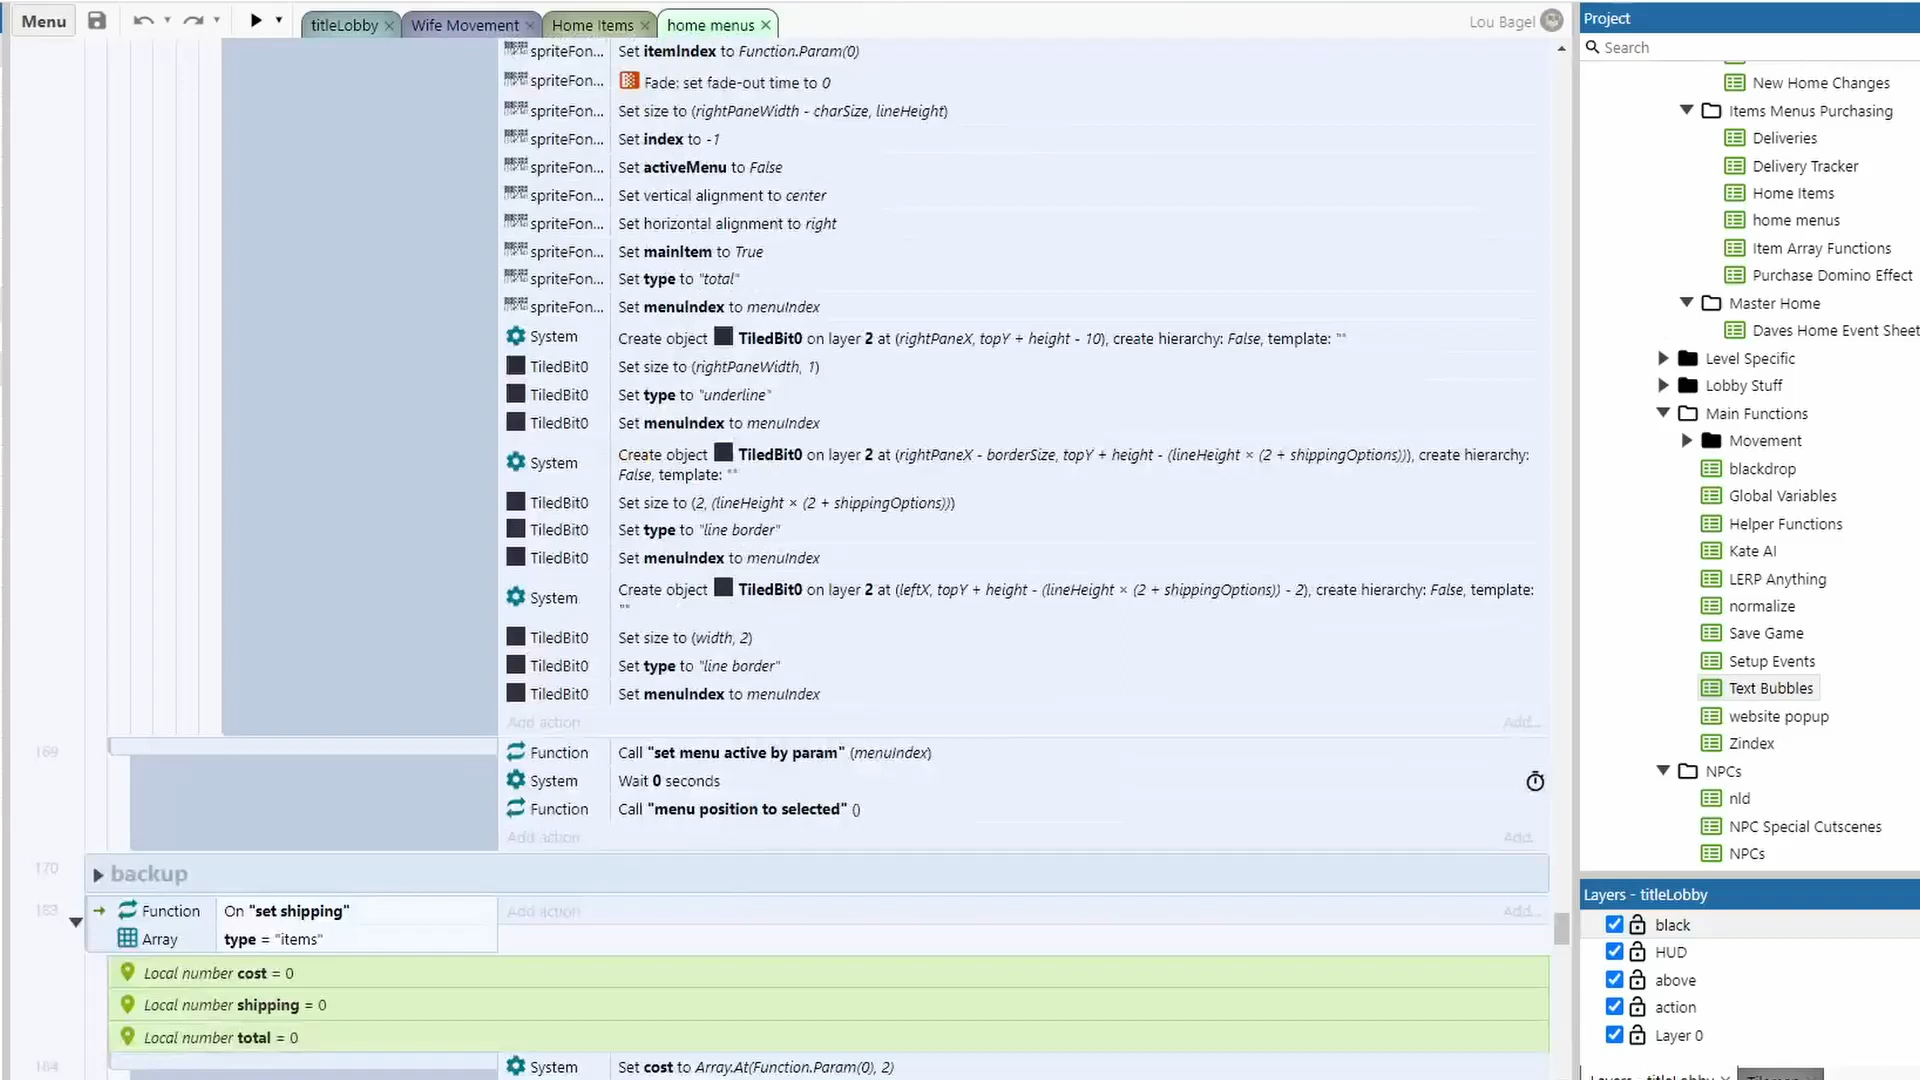 Menu
titleLobby
Wife Movement
Home Items
home menus
Lou Bagel
spriteFon... Set itemIndex to Function.Param(0)
spriteFon... Fade: set fade-out time to 0
spriteFon... Set size to (rightPaneWidth - charSize, lineHeight)
spriteFon... Set index to -1
spriteFon... Set activeMenu to False
spriteFon... Set vertical alignment to center
spriteFon... Set horizontal alignment to right
spriteFon... Set mainItem to True
spriteFon... Set type to "total"
spriteFon... Set menuIndex to menuIndex
System Create object TiledBit0 on layer 2 at (rightPaneX, topY + height - 10), create hierarchy: False, template: ""
TiledBit0 Set size to (rightPaneWidth, 1)
TiledBit0 Set type to "underline"
TiledBit0 Set menuIndex to menuIndex
System Create object TiledBit0 on layer 2 at (rightPaneX - borderSize, topY + height - (lineHeight × (2 + shippingOptions))), create hierarchy:
False, template: ""
TiledBit0 Set size to (2, (lineHeight × (2 + shippingOptions)))
TiledBit0 Set type to "line border"
TiledBit0 Set menuIndex to menuIndex
System Create object TiledBit0 on layer 2 at (leftX, topY + height - (lineHeight × (2 + shippingOptions)) - 2), create hierarchy: False, template:
""
TiledBit0 Set size to (width, 2)
TiledBit0 Set type to "line border"
TiledBit0 Set menuIndex to menuIndex
Add action Add...
169 Function Call "set menu active by param" (menuIndex)
System Wait 0 seconds
Function Call "menu position to selected" ()
Add action Add...
170 backup
Function On "set shipping" Add action Add...
Array type = "items"
Local number cost = 0
Local number shipping = 0
Local number total = 0
System Set cost to Array.At(Function.Param(0), 2)
Project
Search
New Home Changes
Items Menus Purchasing
Deliveries
Delivery Tracker
Home Items
home menus
Item Array Functions
Purchase Domino Effect
Master Home
Daves Home Event Sheet
Level Specific
Lobby Stuff
Main Functions
Movement
blackdrop
Global Variables
Helper Functions
Kate AI
LERP Anything
normalize
Save Game
Setup Events
Text Bubbles
website popup
Zindex
NPCs
nld
NPC Special Cutscenes
NPCs
Layers - titleLobby
black
HUD
above
action
Layer 0
Layers - titleLobby